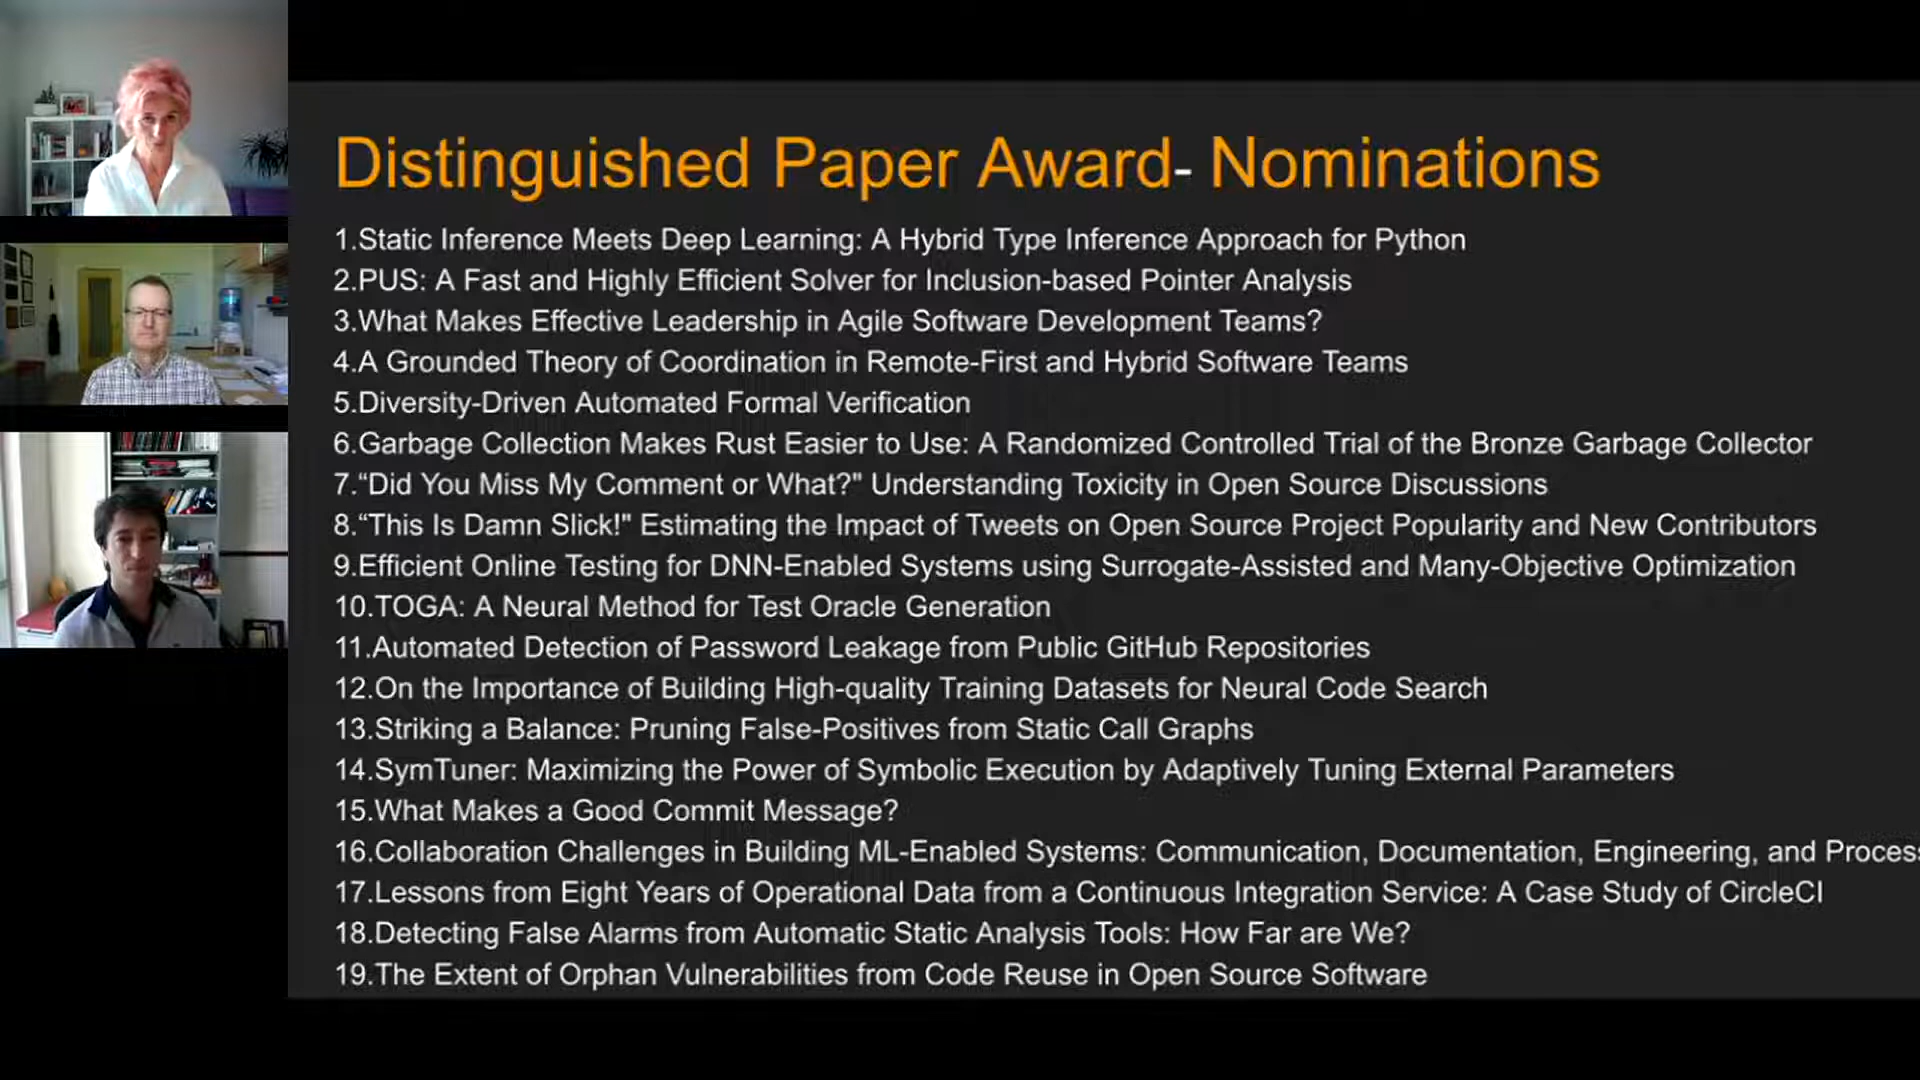 Distinguished Paper Award- Nominations
1.Static Inference Meets Deep Learning: A Hybrid Type Inference Approach for Python
2.PUS: A Fast and Highly Efficient Solver for Inclusion-based Pointer Analysis
3.What Makes Effective Leadership in Agile Software Development Teams?
4.A Grounded Theory of Coordination in Remote-First and Hybrid Software Teams
5.Diversity-Driven Automated Formal Verification
6.Garbage Collection Makes Rust Easier to Use: A Randomized Controlled Trial of the Bronze Garbage Collector
7.“Did You Miss My Comment or What?" Understanding Toxicity in Open Source Discussions
8.“This Is Damn Slick!" Estimating the Impact of Tweets on Open Source Project Popularity and New Contributors
9.Efficient Online Testing for DNN-Enabled Systems using Surrogate-Assisted and Many-Objective Optimization
10.TOGA: A Neural Method for Test Oracle Generation
11.Automated Detection of Password Leakage from Public GitHub Repositories
12.On the Importance of Building High-quality Training Datasets for Neural Code Search
13.Striking a Balance: Pruning False-Positives from Static Call Graphs
14.SymTuner: Maximizing the Power of Symbolic Execution by Adaptively Tuning External Parameters
15.What Makes a Good Commit Message?
16.Collaboration Challenges in Building ML-Enabled Systems: Communication, Documentation, Engineering, and Process
17.Lessons from Eight Years of Operational Data from a Continuous Integration Service: A Case Study of CircleCI
18.Detecting False Alarms from Automatic Static Analysis Tools: How Far are We?
19.The Extent of Orphan Vulnerabilities from Code Reuse in Open Source Software